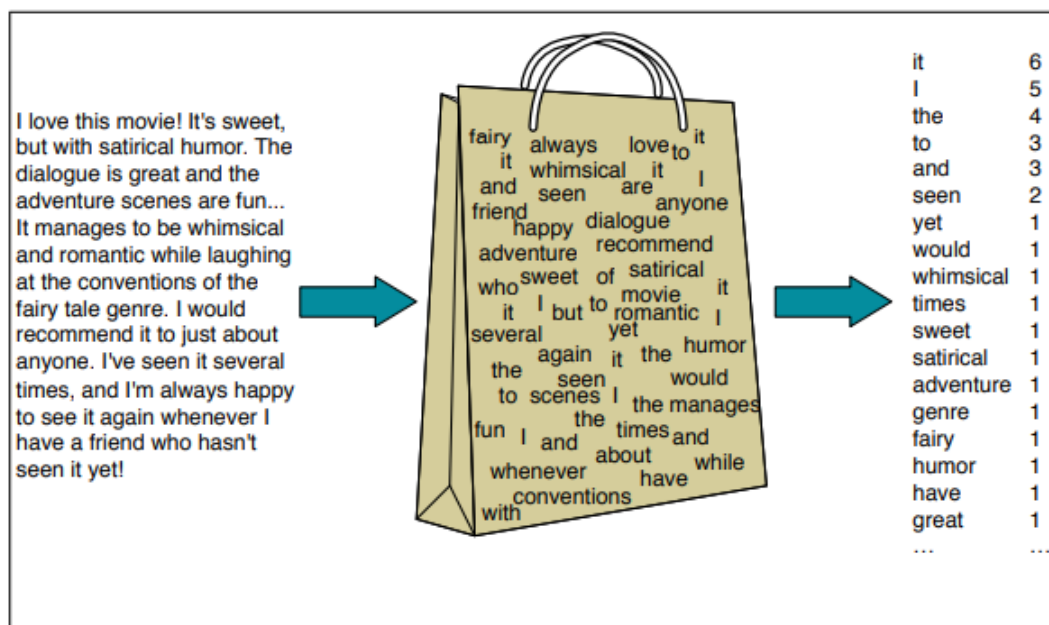 I love this movie! It's sweet,
but with satirical humor. The
dialogue is great and the
adventure scenes are fun...
It manages to be whimsical
and romantic while laughing
at the conventions of the
fairy tale genre. I would
recommend it to just about
anyone. I've seen it several
times, and I'm always happy
to see it again whenever I
have a friend who hasn't
seen it yet!
fairy always love to it
it whimsical it I
and seen are anyone
friend happy dialogue
adventure recommend
who sweet of satirical it
it I but to movie romantic I
several yet
again it the humor
the seen would
to scenes I the manages
the times
fun I and and
about
whenever have while
conventions
with
it 6
I 5
the 4
to 3
and 3
seen 2
yet 1
would 1
whimsical 1
times 1
sweet 1
satirical 1
adventure 1
genre 1
fairy 1
humor 1
have 1
great 1
... ...